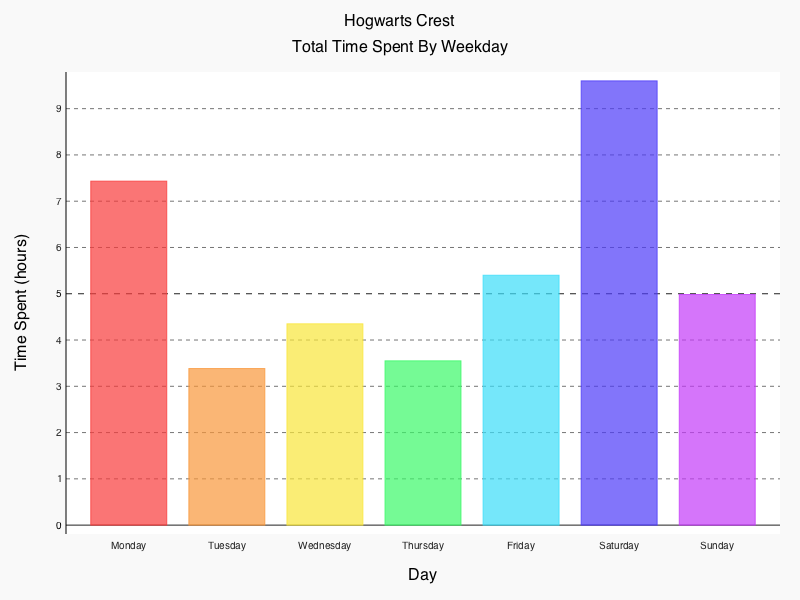 Hogwarts Crest
Total Time Spent By Weekday
Time Spent (hours)
9
8
7
6
5
4
3
2
1
0
Monday Tuesday Wednesday Thursday Friday Saturday Sunday
Day